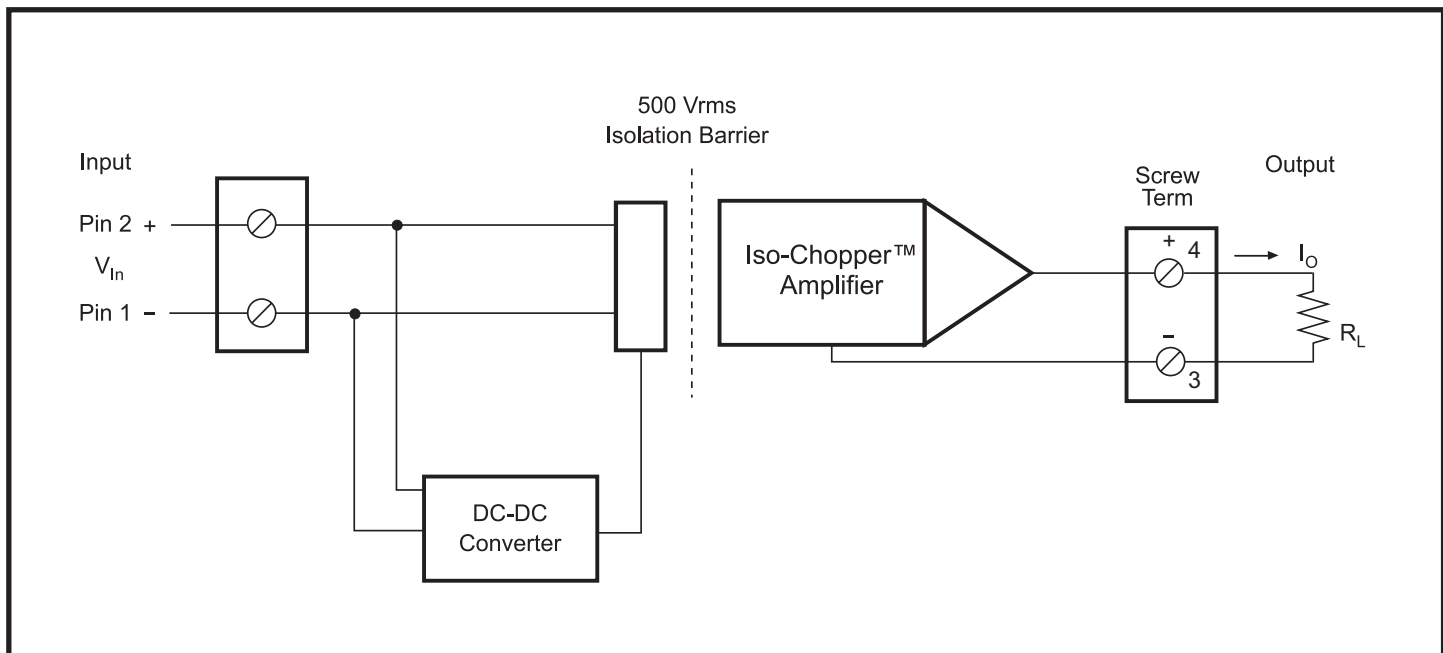 500 Vrms
Isolation Barrier
Input
Pin 2 +
V_In
Pin 1 −
Iso-Chopper™
Amplifier
Screw
Term
Output
+
4
I_O
−
3
R_L
DC-DC
Converter